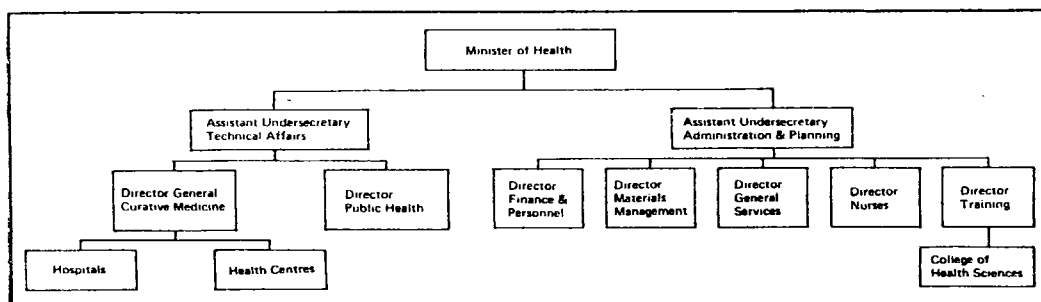 Minister of Health
Assistant Undersecretary
Technical Affairs
Assistant Undersecretary
Administration & Planning
Director General
Curative Medicine
Director
Public Health
Director
Finance &
Personnel
Director
Materials
Management
Director
General
Services
Director
Nurses
Director
Training
Hospitals
Health Centres
College of
Health Sciences